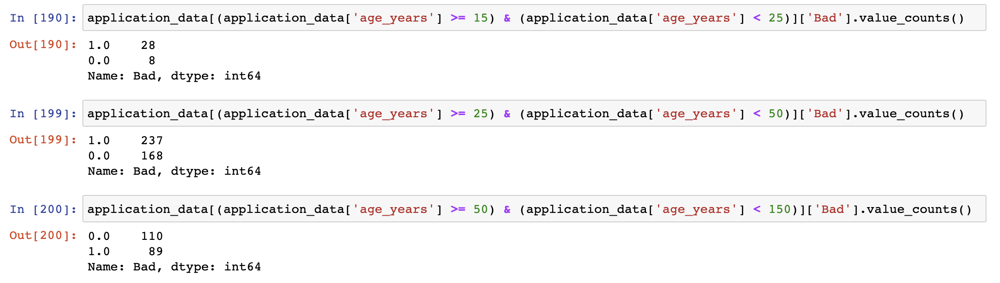 In [190]: application_data[(application_data['age_years'] >= 15) & (application_data['age_years'] < 25)]['Bad'].value_counts()
Out[190]: 1.0    28
0.0     8
Name: Bad, dtype: int64
In [199]: application_data[(application_data['age_years'] >= 25) & (application_data['age_years'] < 50)]['Bad'].value_counts()
Out[199]: 1.0    237
0.0    168
Name: Bad, dtype: int64
In [200]: application_data[(application_data['age_years'] >= 50) & (application_data['age_years'] < 150)]['Bad'].value_counts()
Out[200]: 0.0    110
1.0     89
Name: Bad, dtype: int64